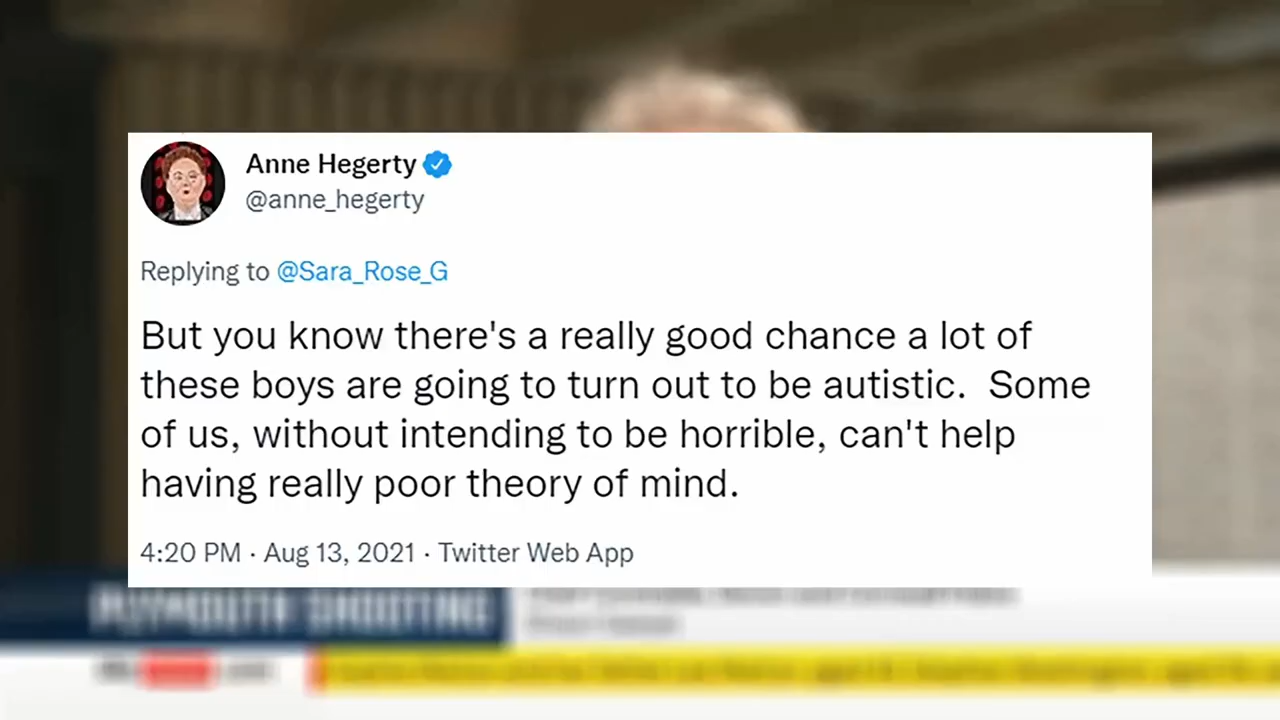 Anne Hegerty
@anne_hegerty
Replying to @Sara_Rose_G
But you know there's a really good chance a lot of
these boys are going to turn out to be autistic.  Some
of us, without intending to be horrible, can't help
having really poor theory of mind.
4:20 PM · Aug 13, 2021 · Twitter Web App
PLYMOUTH SHOOTING